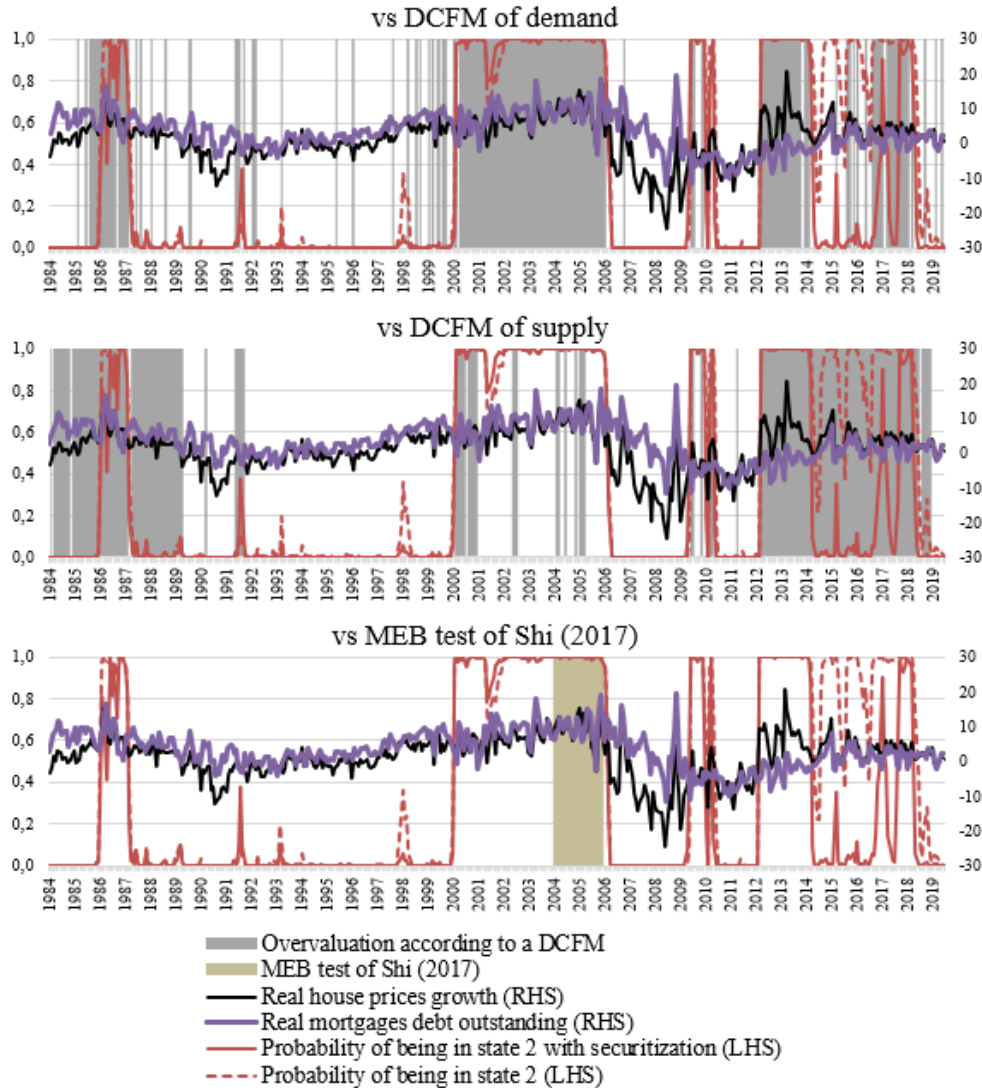 vs DCFM of demand
1,0 30
0,8 20
10
0,6
0
0,4
-10
0,2 -20
0,0 -30
1984 1985 1986 1987 1988 1989 1990 1991 1992 1993 1994 1995 1996 1997 1998 1999 2000 2001 2002 2003 2004 2005 2006 2007 2008 2009 2010 2011 2012 2013 2014 2015 2016 2017 2018 2019
vs DCFM of supply
1,0 30
0,8 20
10
0,6
0
0,4
-10
0,2 -20
0,0 -30
1984 1985 1986 1987 1988 1989 1990 1991 1992 1993 1994 1995 1996 1997 1998 1999 2000 2001 2002 2003 2004 2005 2006 2007 2008 2009 2010 2011 2012 2013 2014 2015 2016 2017 2018 2019
vs MEB test of Shi (2017)
1,0 30
0,8 20
10
0,6
0
0,4
-10
0,2 -20
0,0 -30
1984 1985 1986 1987 1988 1989 1990 1991 1992 1993 1994 1995 1996 1997 1998 1999 2000 2001 2002 2003 2004 2005 2006 2007 2008 2009 2010 2011 2012 2013 2014 2015 2016 2017 2018 2019
Overvaluation according to a DCFM
MEB test of Shi (2017)
Real house prices growth (RHS)
Real mortgages debt outstanding (RHS)
Probability of being in state 2 with securitization (LHS)
Probability of being in state 2 (LHS)